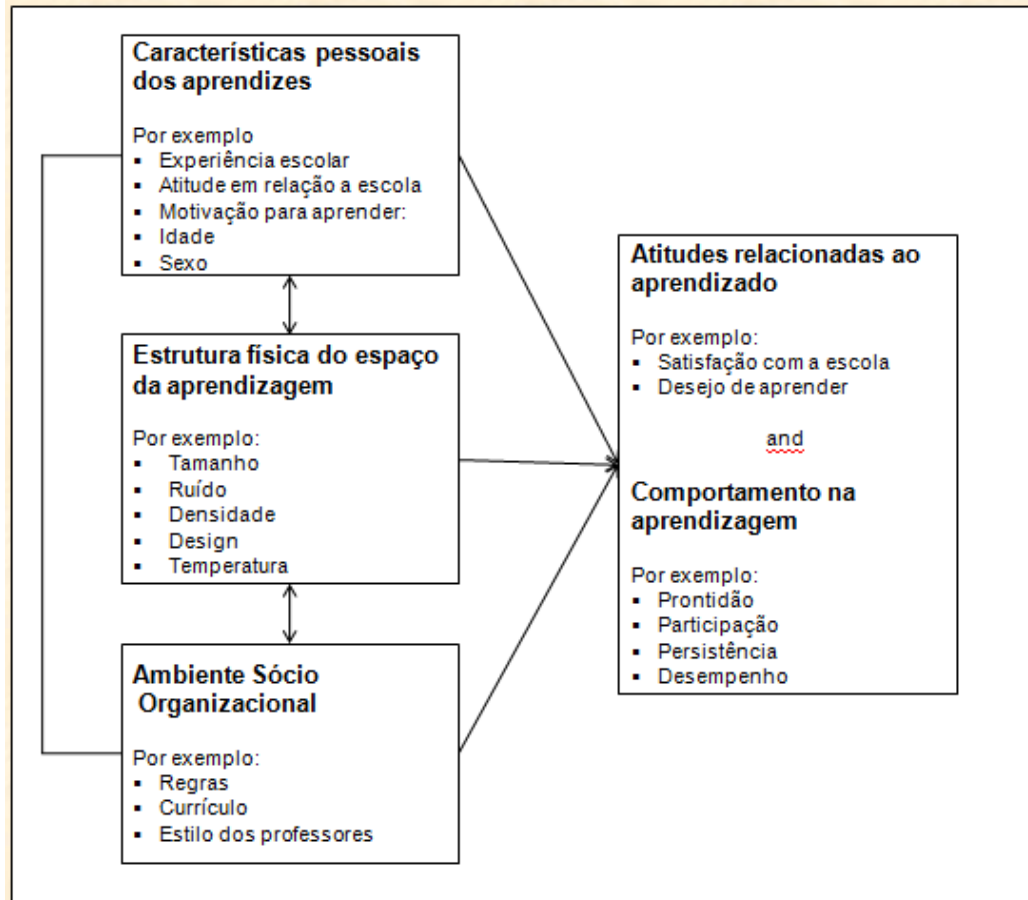 Características pessoais
dos aprendizes
Por exemplo
▪ Experiência escolar
▪ Atitude em relação a escola
▪ Motivação para aprender:
▪ Idade
▪ Sexo
Estrutura física do espaço
da aprendizagem
Por exemplo:
▪ Tamanho
▪ Ruído
▪ Densidade
▪ Design
▪ Temperatura
Ambiente Sócio
Organizacional
Por exemplo:
▪ Regras
▪ Currículo
▪ Estilo dos professores
Atitudes relacionadas ao
aprendizado
Por exemplo:
▪ Satisfação com a escola
▪ Desejo de aprender
and
Comportamento na
aprendizagem
Por exemplo:
▪ Prontidão
▪ Participação
▪ Persistência
▪ Desempenho